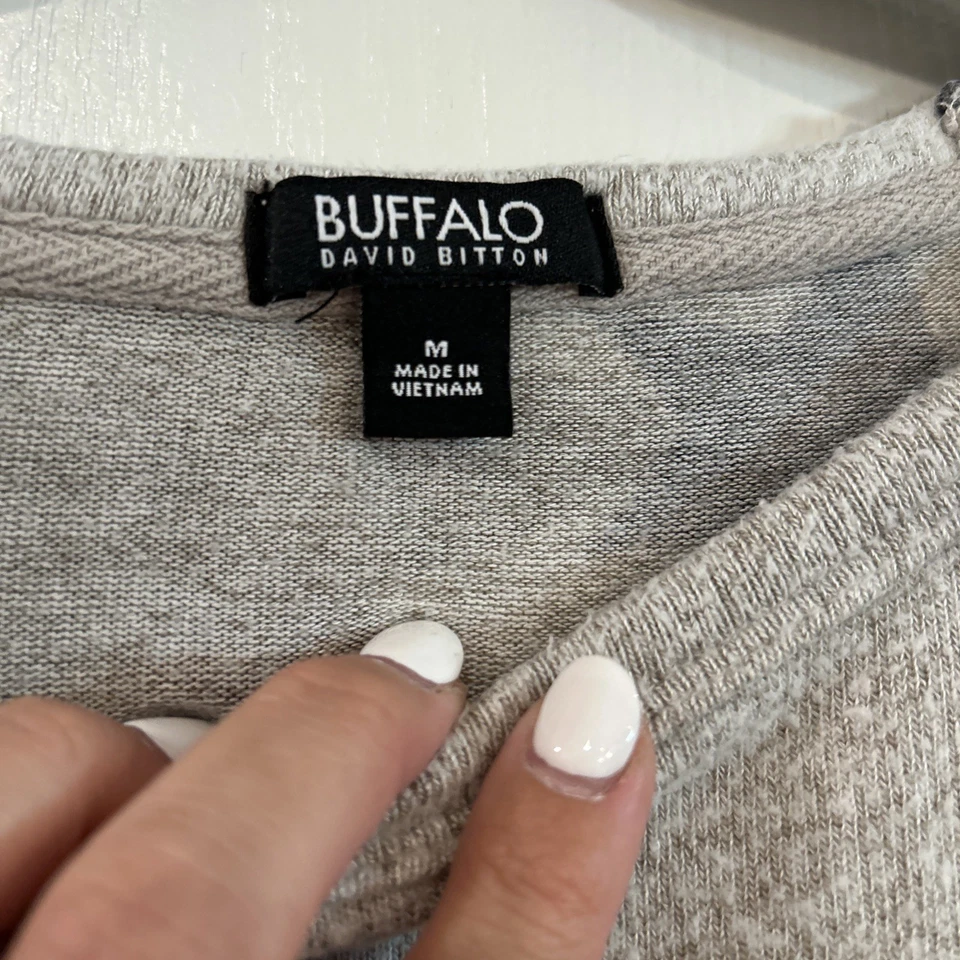 BUFFALO
DAVID BITTON
M
MADE IN
VIETNAM